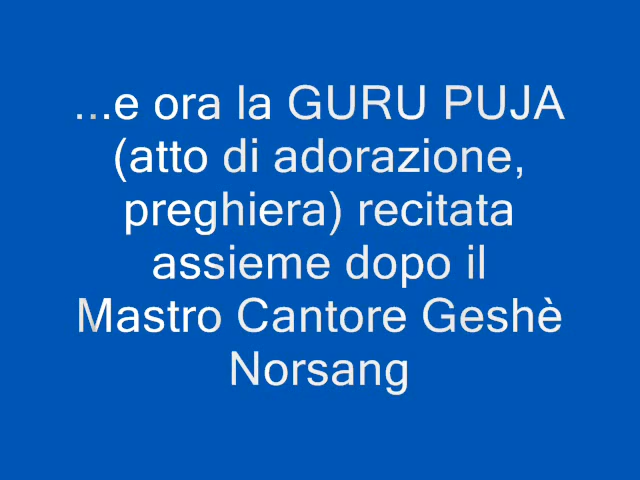 ...e ora la GURU PUJA
(atto di adorazione,
preghiera) recitata
assieme dopo il
Mastro Cantore Geshè
Norsang